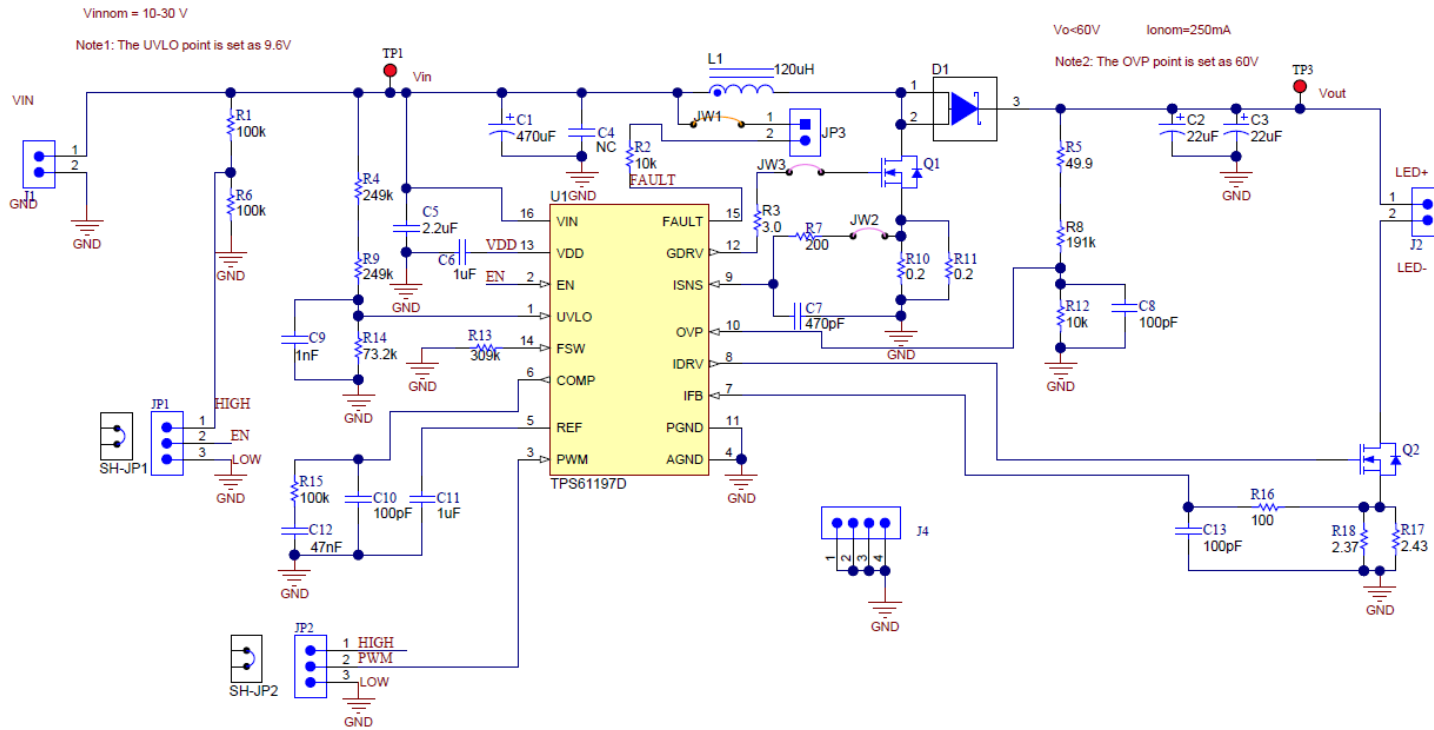 Vinnom = 10-30 V
Note1: The UVLO point is set as 9.6V
Vo<60V Ionom=250mA
Note2: The OVP point is set as 60V
TP1
Vin
L1
120uH
D1
1
2
3
TP3
Vout
VIN
1
2
J1
GND
GND
R1
100k
R6
100k
GND
R4
249k
R9
249k
R14
73.2k
C9
1nF
GND
C1
470uF
C4
NC
GND
C5
2.2uF
C6
1uF
GND
R2
10k
FAULT
JW1
1
2
JP3
JW3
Q1
R3
3.0
R7
200
JW2
R10
0.2
R11
0.2
C7
470pF
GND
C2
22uF
C3
22uF
GND
R5
49.9
R8
191k
R12
10k
C8
100pF
GND
LED+
1
2
J2
LED-
U1
16 VIN
VDD 13 VDD
EN 2 EN
1 UVLO
14 FSW
6 COMP
5 REF
3 PWM
FAULT 15
GDRV 12
ISNS 9
OVP 10
IDRV 8
IFB 7
PGND 11
AGND 4
TPS61197D
GND
R13
309k
GND
SH-JP1
JP1
1 HIGH
2 EN
3 LOW
GND
R15
100k
C12
47nF
C10
100pF
C11
1uF
GND
SH-JP2
JP2
1 HIGH
2 PWM
3 LOW
GND
J4
1
2
3
4
GND
Q2
R16
100
C13
100pF
R18
2.37
R17
2.43
GND